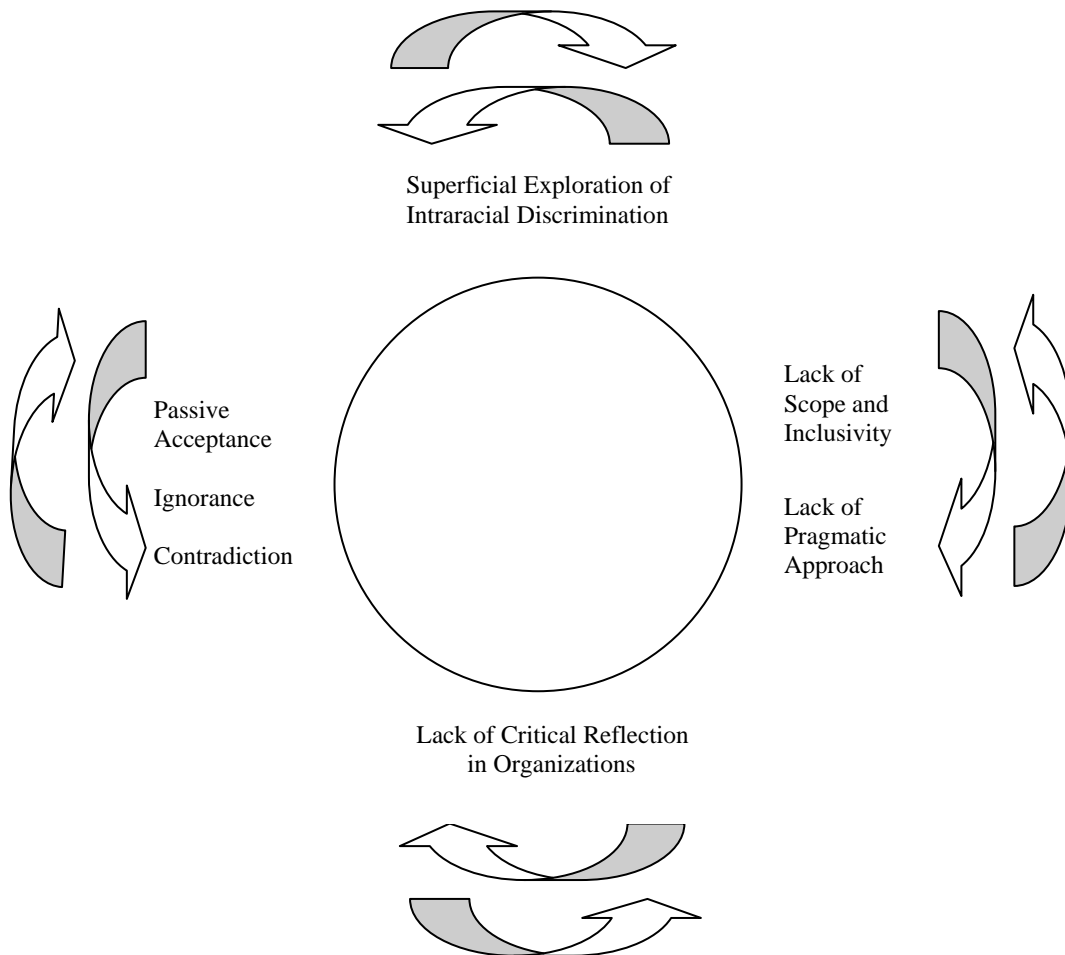 Superficial Exploration of
Intraracial Discrimination
Passive
Acceptance
Ignorance
Contradiction
Lack of
Scope and
Inclusivity
Lack of
Pragmatic
Approach
Lack of Critical Reflection
in Organizations